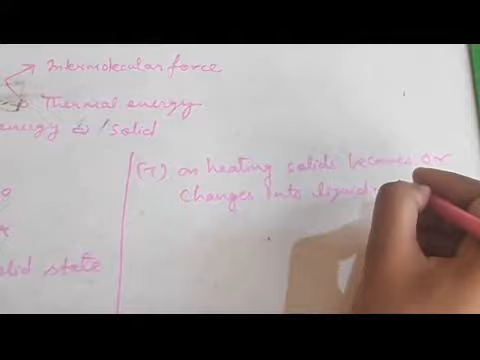 Intermolecular force
Thermal energy
energy Solid
(T) on heating solids becomes or
changes into liquid.
solid state